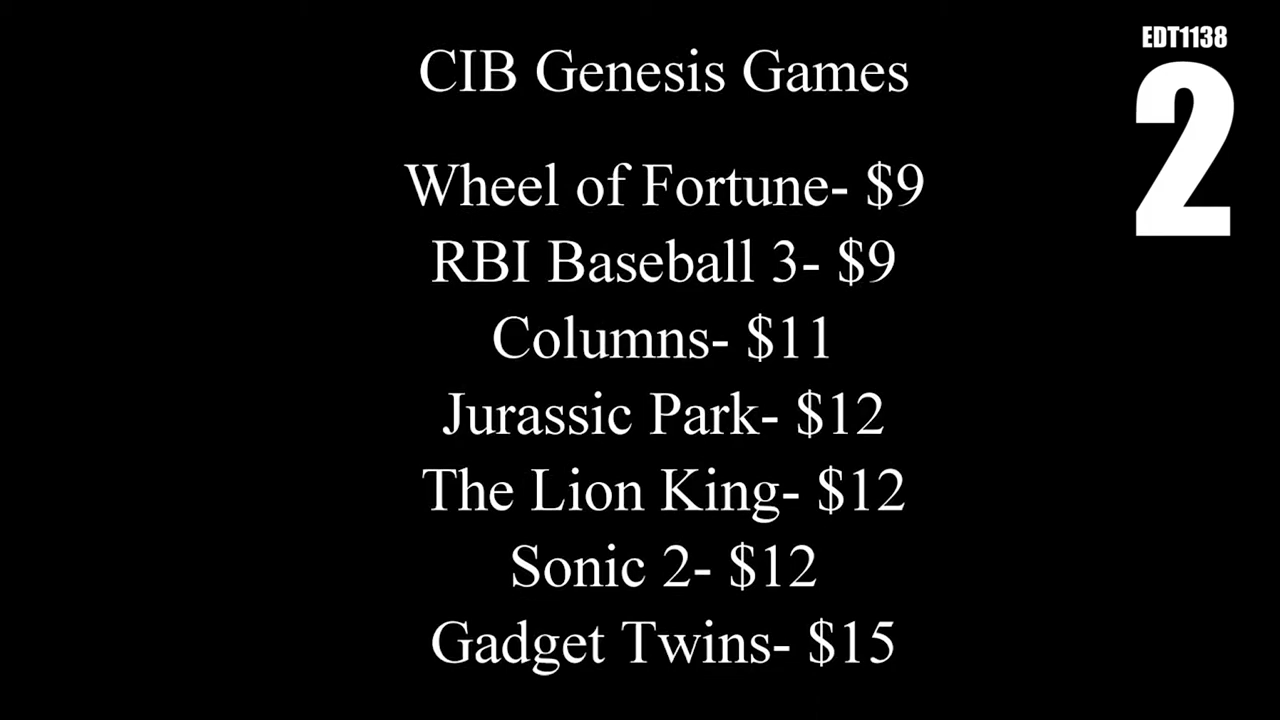 CIB Genesis Games
EDT1138
2
Wheel of Fortune- $9
RBI Baseball 3- $9
Columns- $11
Jurassic Park- $12
The Lion King- $12
Sonic 2- $12
Gadget Twins- $15